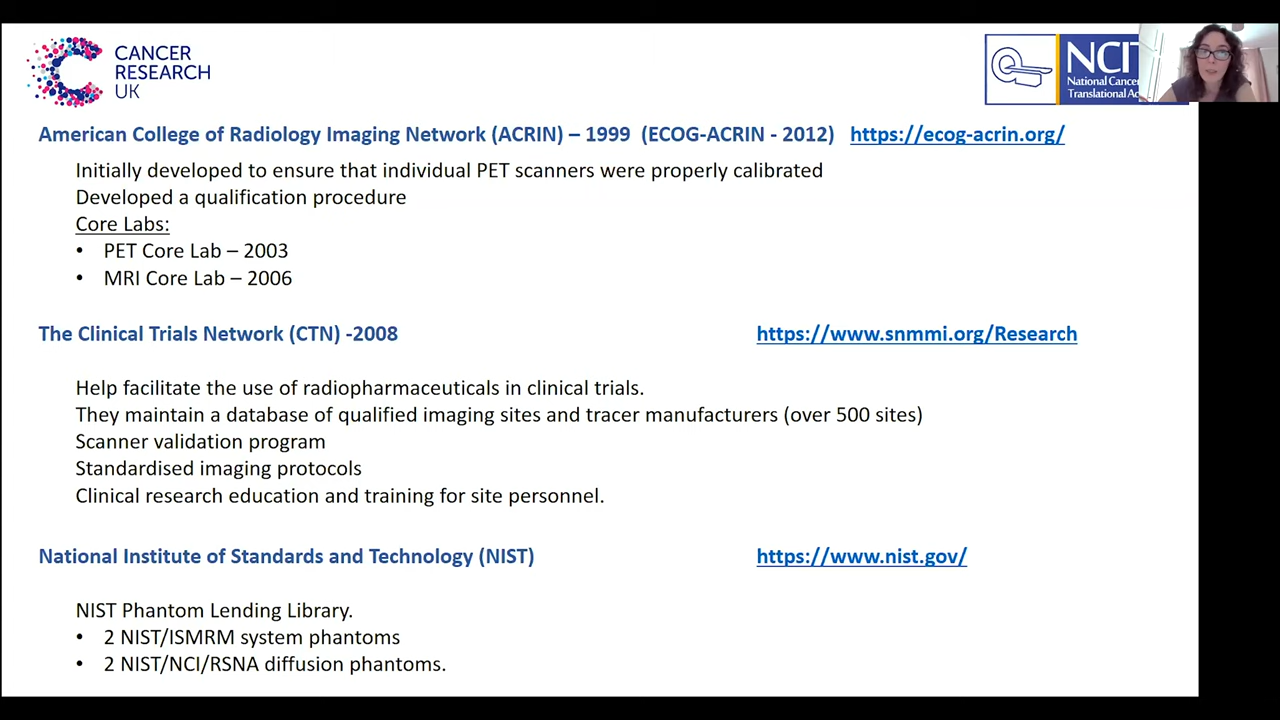 CANCER
RESEARCH
UK
National Cancer
Translational
American College of Radiology Imaging Network (ACRIN) – 1999 (ECOG-ACRIN - 2012) https://ecog-acrin.org/
Initially developed to ensure that individual PET scanners were properly calibrated
Developed a qualification procedure
Core Labs:
• PET Core Lab – 2003
• MRI Core Lab – 2006
The Clinical Trials Network (CTN) -2008 https://www.snmmi.org/Research
Help facilitate the use of radiopharmaceuticals in clinical trials.
They maintain a database of qualified imaging sites and tracer manufacturers (over 500 sites)
Scanner validation program
Standardised imaging protocols
Clinical research education and training for site personnel.
National Institute of Standards and Technology (NIST) https://www.nist.gov/
NIST Phantom Lending Library.
• 2 NIST/ISMRM system phantoms
• 2 NIST/NCI/RSNA diffusion phantoms.